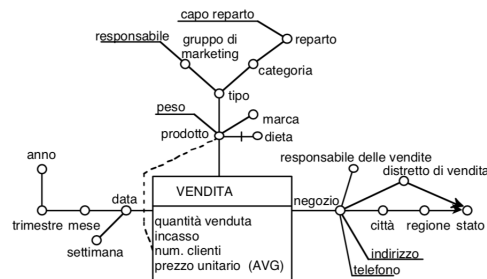 capo reparto
responsabile
gruppo di
marketing
reparto
categoria
tipo
peso
marca
prodotto
dieta
anno
responsabile delle vendite
distretto di vendita
data
VENDITA
negozio
trimestre
mese
settimana
quantità venduta
incasso
num. clienti
prezzo unitario (AVG)
città
regione
stato
indirizzo
telefono